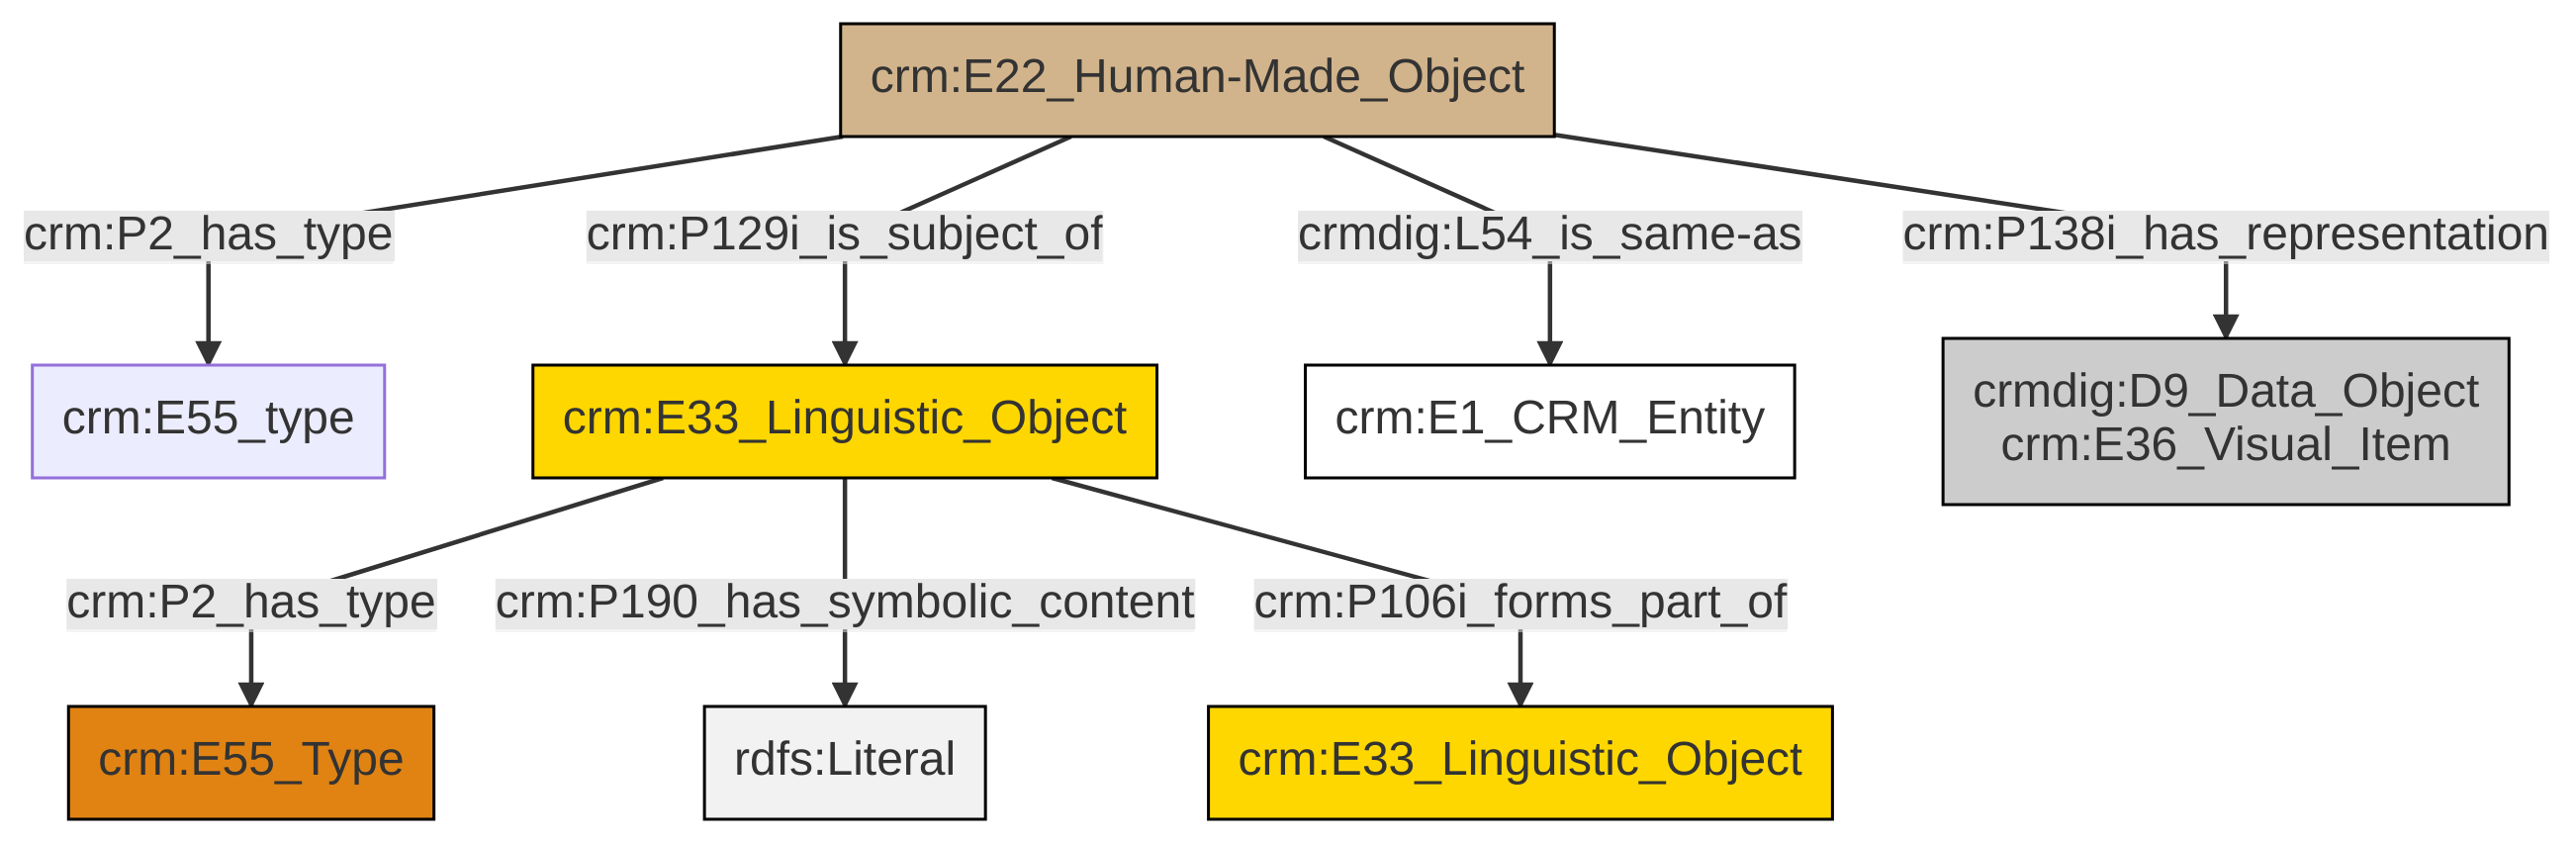 crm:E22_Human-Made_Object
crm:P2_has_type
crm:P129i_is_subject_of
crmdig:L54_is_same-as
crm:P138i_has_representation
crm:E55_type
crm:E33_Linguistic_Object
crm:E1_CRM_Entity
crmdig:D9_Data_Object
crm:E36_Visual_Item
crm:P2_has_type
crm:P190_has_symbolic_content
crm:P106i_forms_part_of
crm:E55_Type
rdfs:Literal
crm:E33_Linguistic_Object